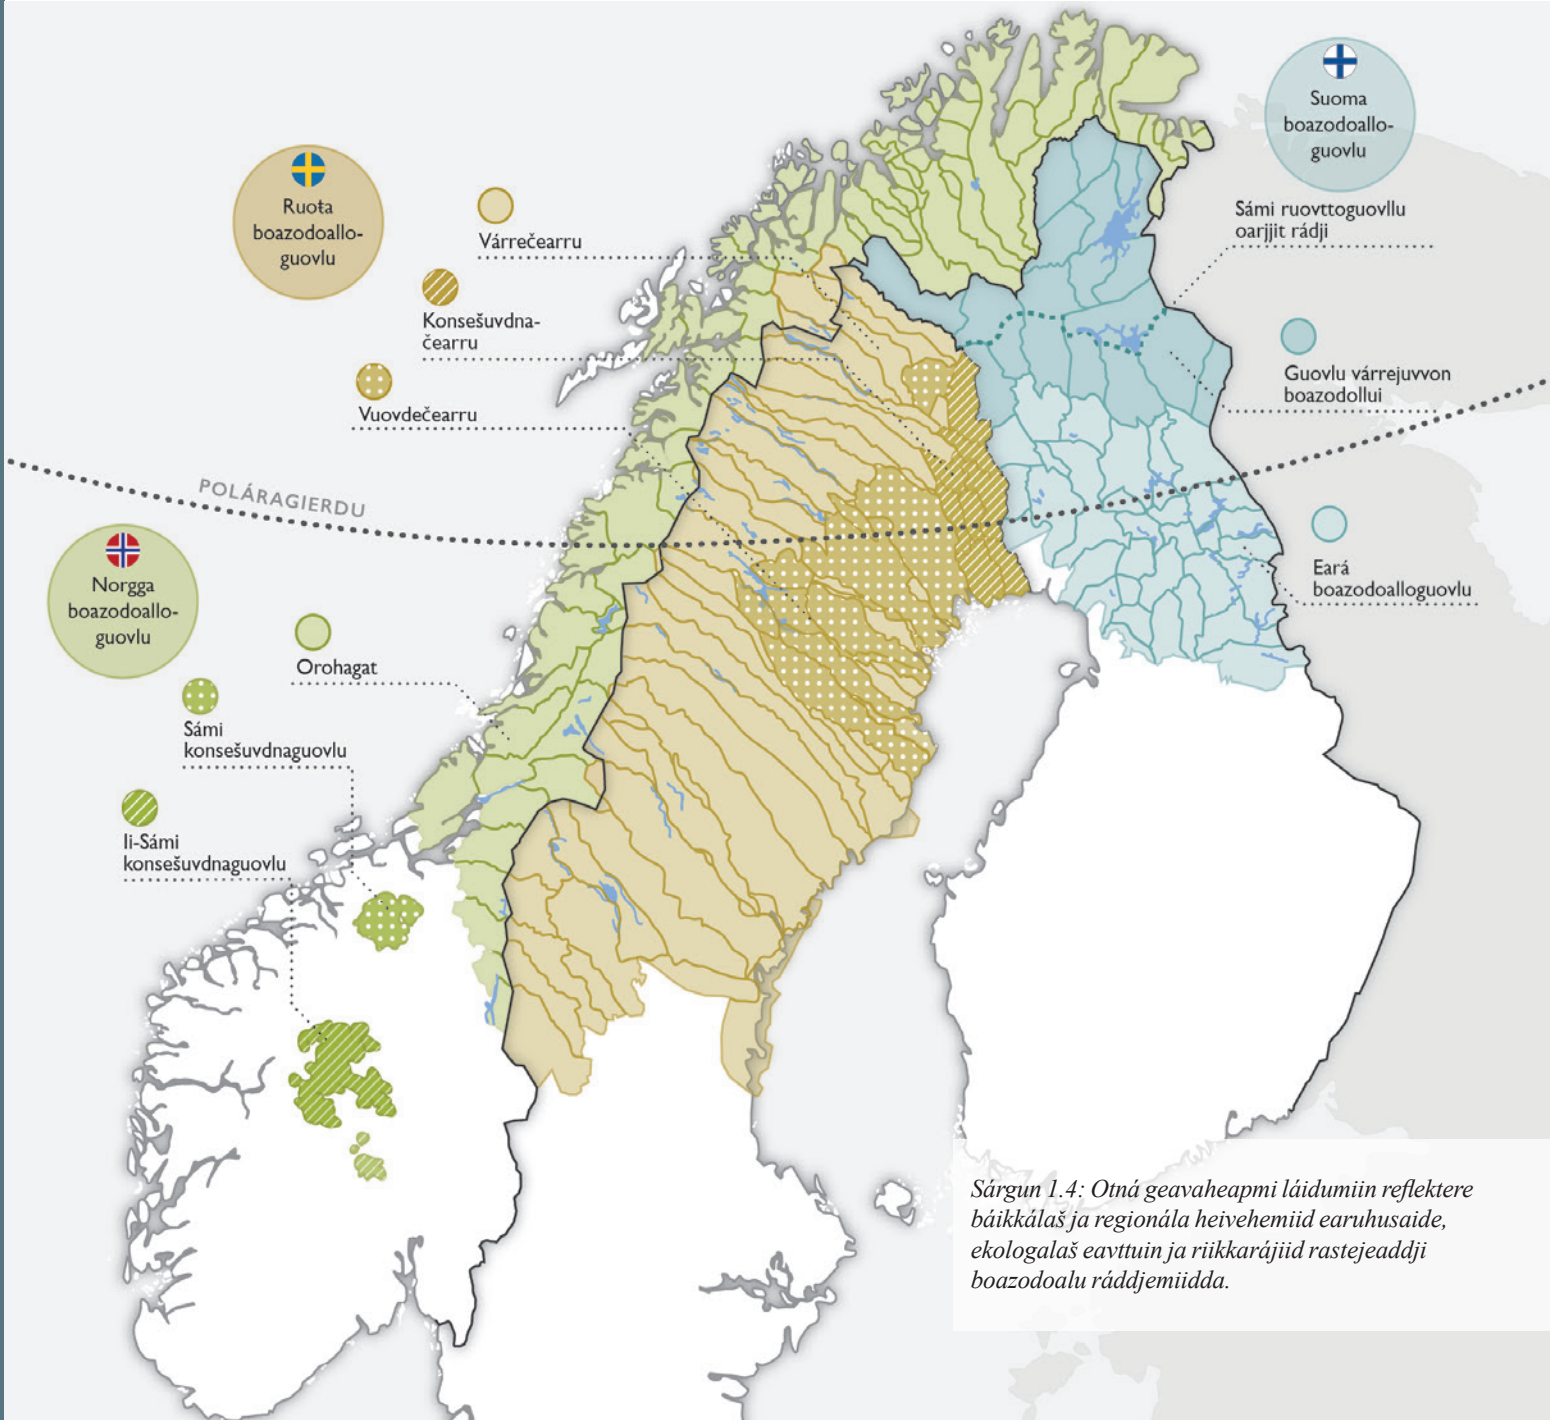 Suoma
boazodoallo-
guovlu
Ruoŧa
boazodoallo-
guovlu
Várrečearru
Sámi ruovttoguovllu
oarjjit rádji
Konsešuvdna-
čearru
Guovlu várrejuvvon
boazodollui
Vuovdečearru
POLÁRAGIERDU
Norgga
boazodoallo-
guovlu
Eará
boazodoalloguovlu
Orohagat
Sámi
konsešuvdnaguovlu
Ii-Sámi
konsešuvdnaguovlu
Sárgun 1.4: Otná geavaheapmi láidumiin reflektere
báikkálaš ja regionála heivehemiid earuhusaide,
ekologalaš eavttuin ja riikkarájiid rastejeaddji
boazodoalu ráddjemiidda.